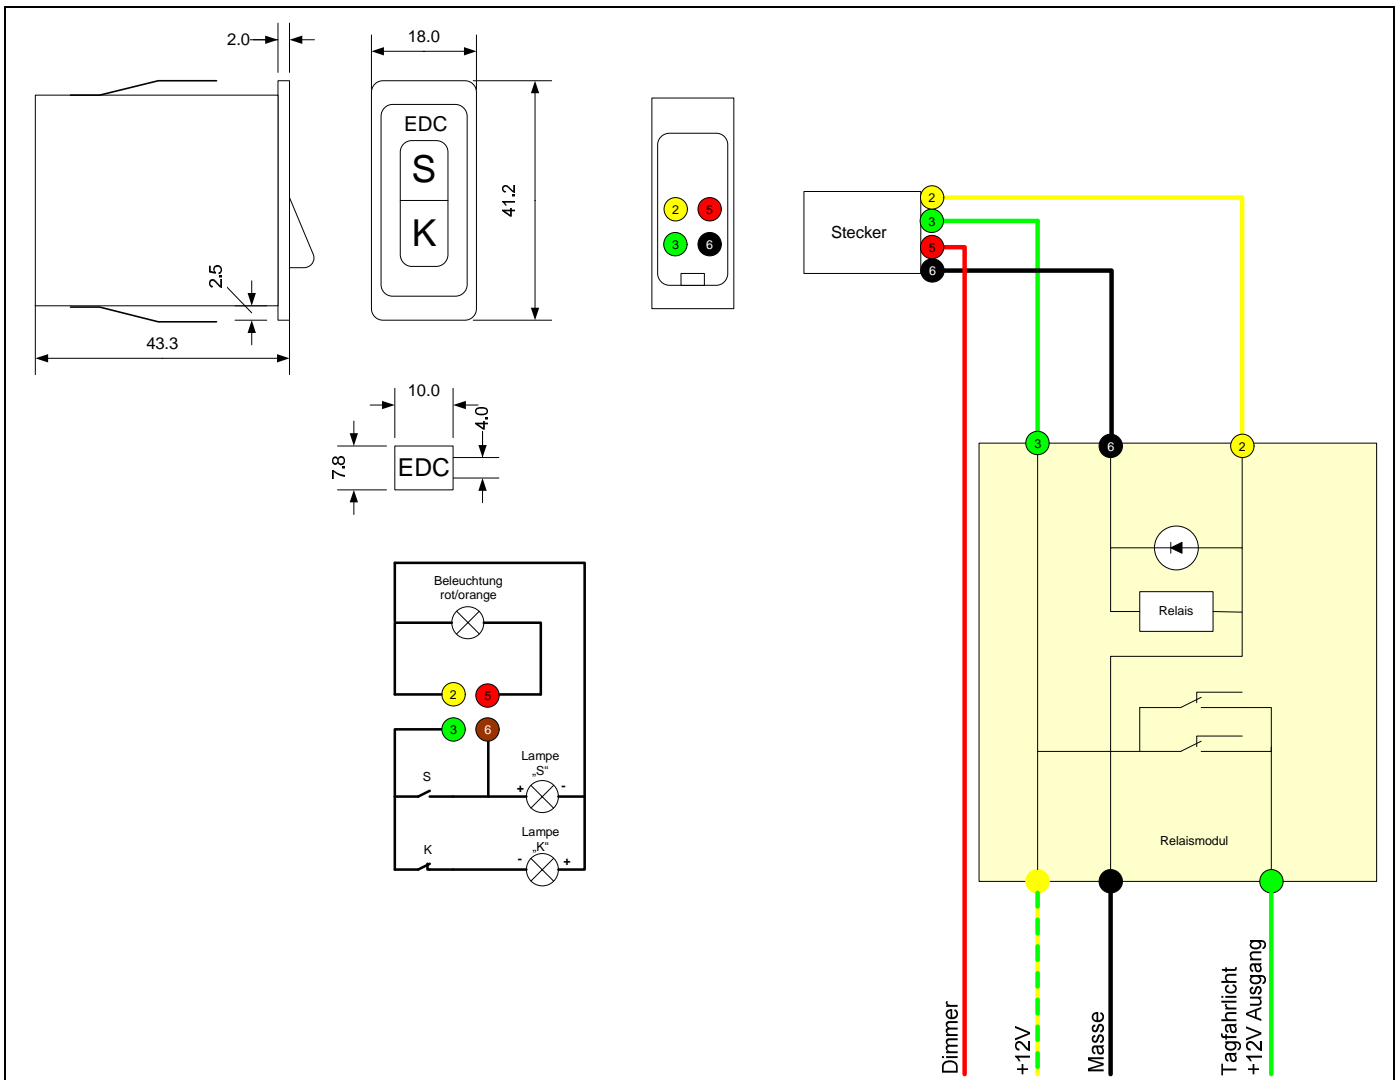 2.0
18.0
EDC
S
K
41.2
2.5
43.3
2
5
3
6
Stecker
2
3
5
6
10.0
4.0
7.8
EDC
3
6
2
Relais
Relaismodul
Beleuchtung
rot/orange
2
5
3
6
S
Lampe
„S“
+
-
K
Lampe
„K“
-
+
Dimmer
+12V
Masse
Tagfahrlicht
+12V Ausgang